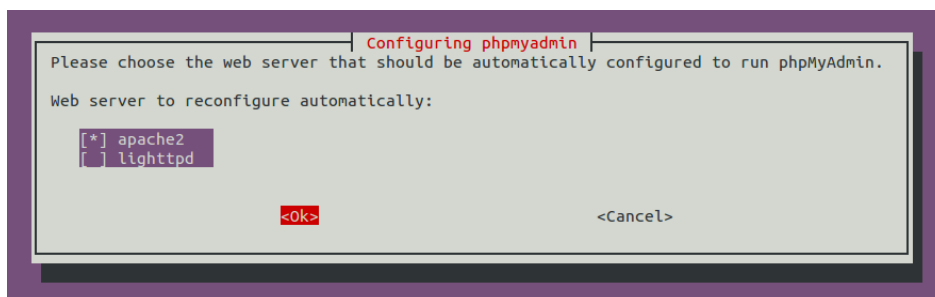 Configuring phpmyadmin
Please choose the web server that should be automatically configured to run phpMyAdmin.
Web server to reconfigure automatically:
[*] apache2
[ ] lighttpd
<Ok> <Cancel>